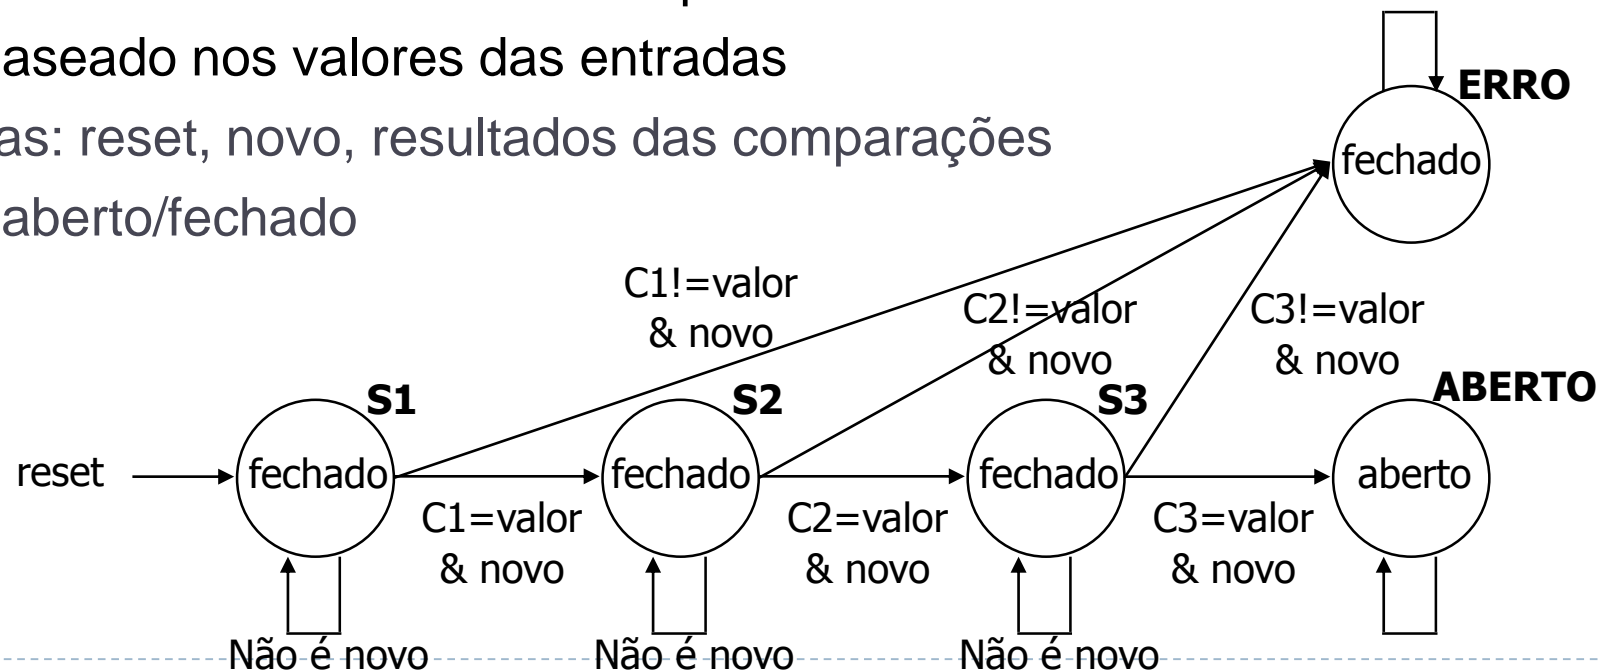 aseado nos valores das entradas
as: reset, novo, resultados das comparações
aberto/fechado
ERRO
fechado
C1!=valor
& novo
C2!=valor
& novo
C3!=valor
& novo
S1
S2
S3
ABERTO
reset
fechado
fechado
fechado
aberto
C1=valor
& novo
C2=valor
& novo
C3=valor
& novo
Não é novo
Não é novo
Não é novo